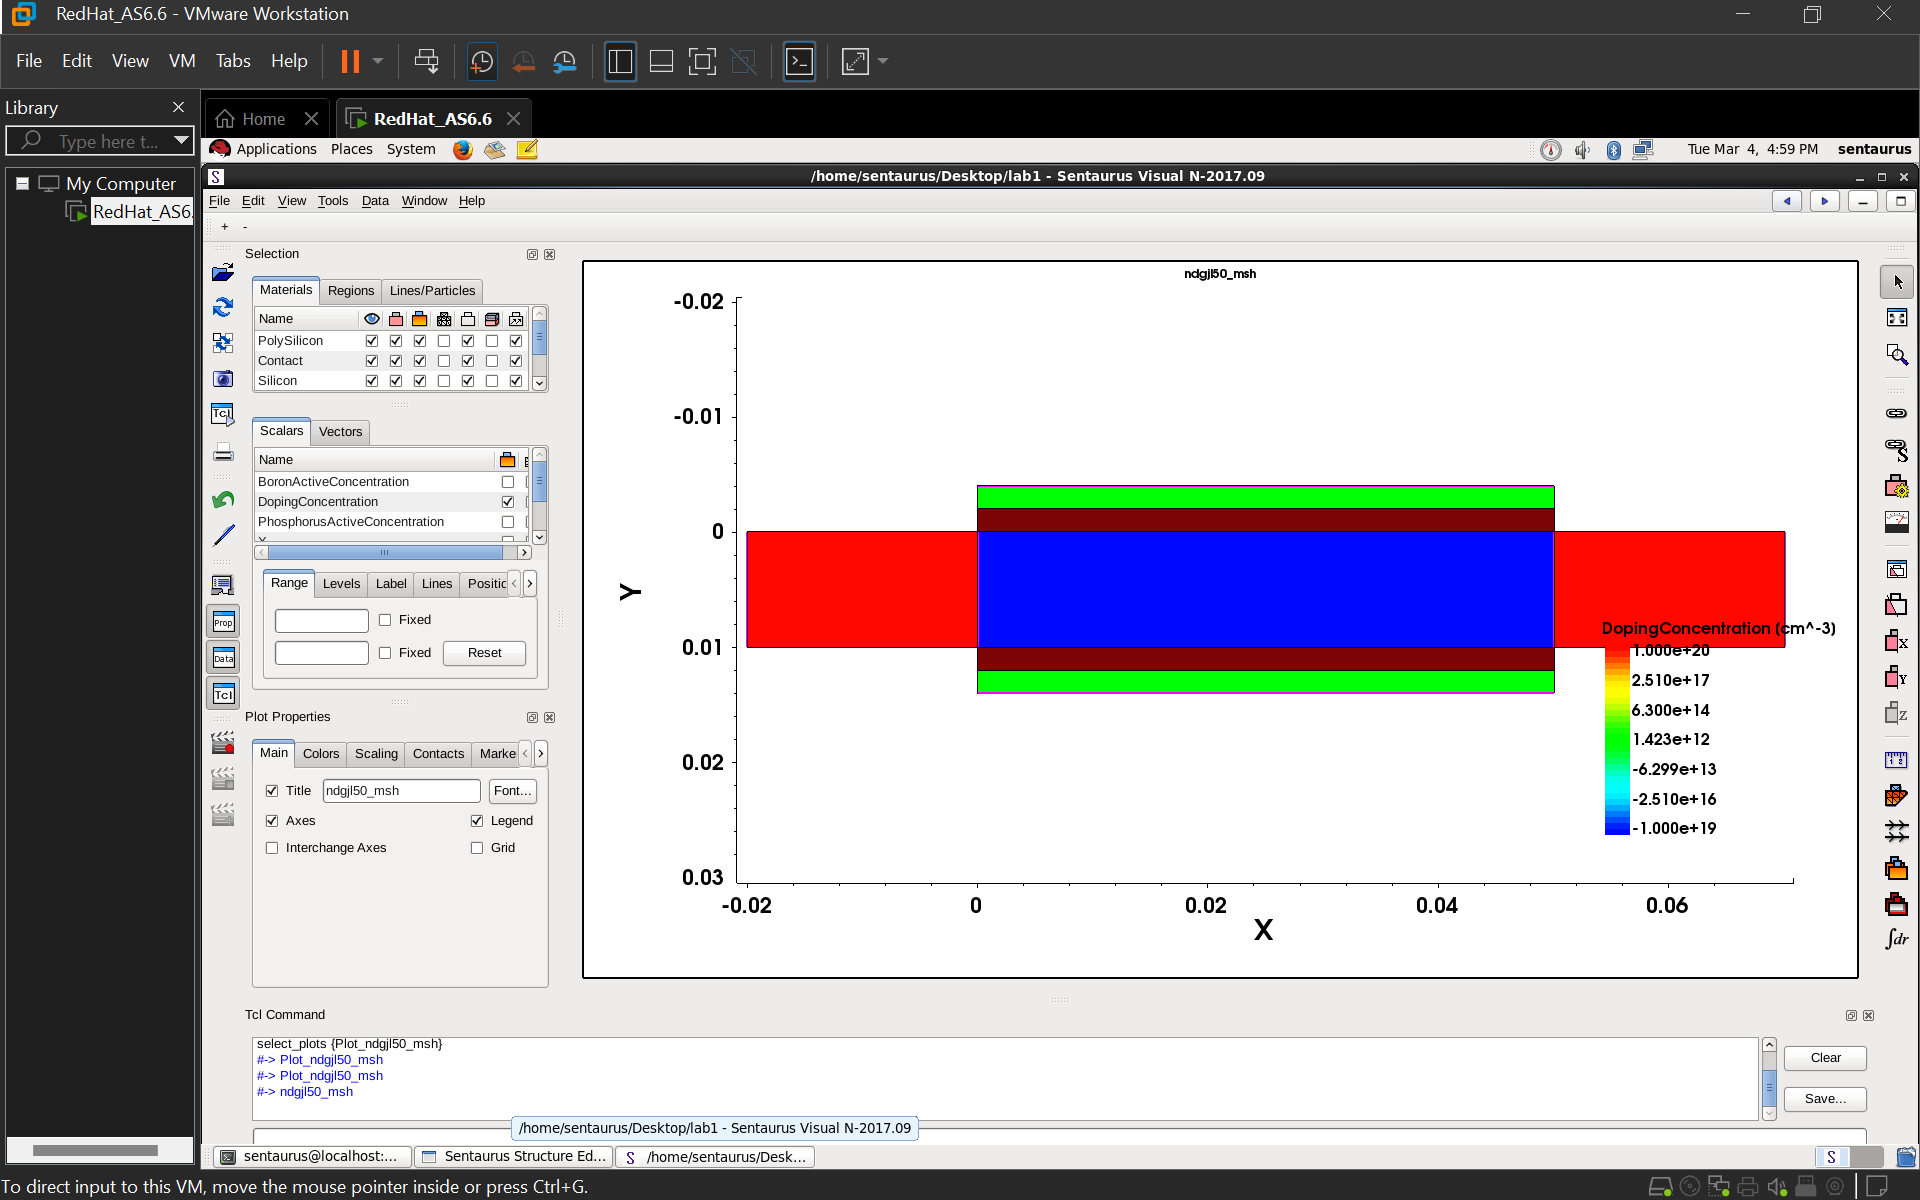 RedHat_AS6.6 - VMware Workstation
File Edit View VM Tabs Help
Library
Type here t...
My Computer
RedHat_AS6.
Home
RedHat_AS6.6
Applications Places System
Tue Mar 4, 4:59 PM sentaurus
/home/sentaurus/Desktop/lab1 - Sentaurus Visual N-2017.09
File Edit View Tools Data Window Help
+ -
Selection
Materials Regions Lines/Particles
Name
PolySilicon
Contact
Silicon
Scalars Vectors
Name
BoronActiveConcentration
DopingConcentration
PhosphorusActiveConcentration
Range Levels Label Lines Positic
Fixed
Fixed Reset
Plot Properties
Main Colors Scaling Contacts Marke
Title ndgjl50_msh Font...
Axes Legend
Interchange Axes Grid
Tcl
Prop
Data
Tcl
ndgjl50_msh
-0.02
-0.01
0
0.01
0.02
0.03
Y
-0.02 0 0.02 0.04 0.06
X
DopingConcentration (cm^-3)
1.000e+20
2.510e+17
6.300e+14
1.423e+12
-6.299e+13
-2.510e+16
-1.000e+19
S
X
Y
Z
1 2
∫dr
Tcl Command
select_plots {Plot_ndgjl50_msh}
#-> Plot_ndgjl50_msh
#-> Plot_ndgjl50_msh
#-> ndgjl50_msh
Clear
Save...
/home/sentaurus/Desktop/lab1 - Sentaurus Visual N-2017.09
sentaurus@localhost:...
Sentaurus Structure Ed...
S /home/sentaurus/Desk...
S
To direct input to this VM, move the mouse pointer inside or press Ctrl+G.